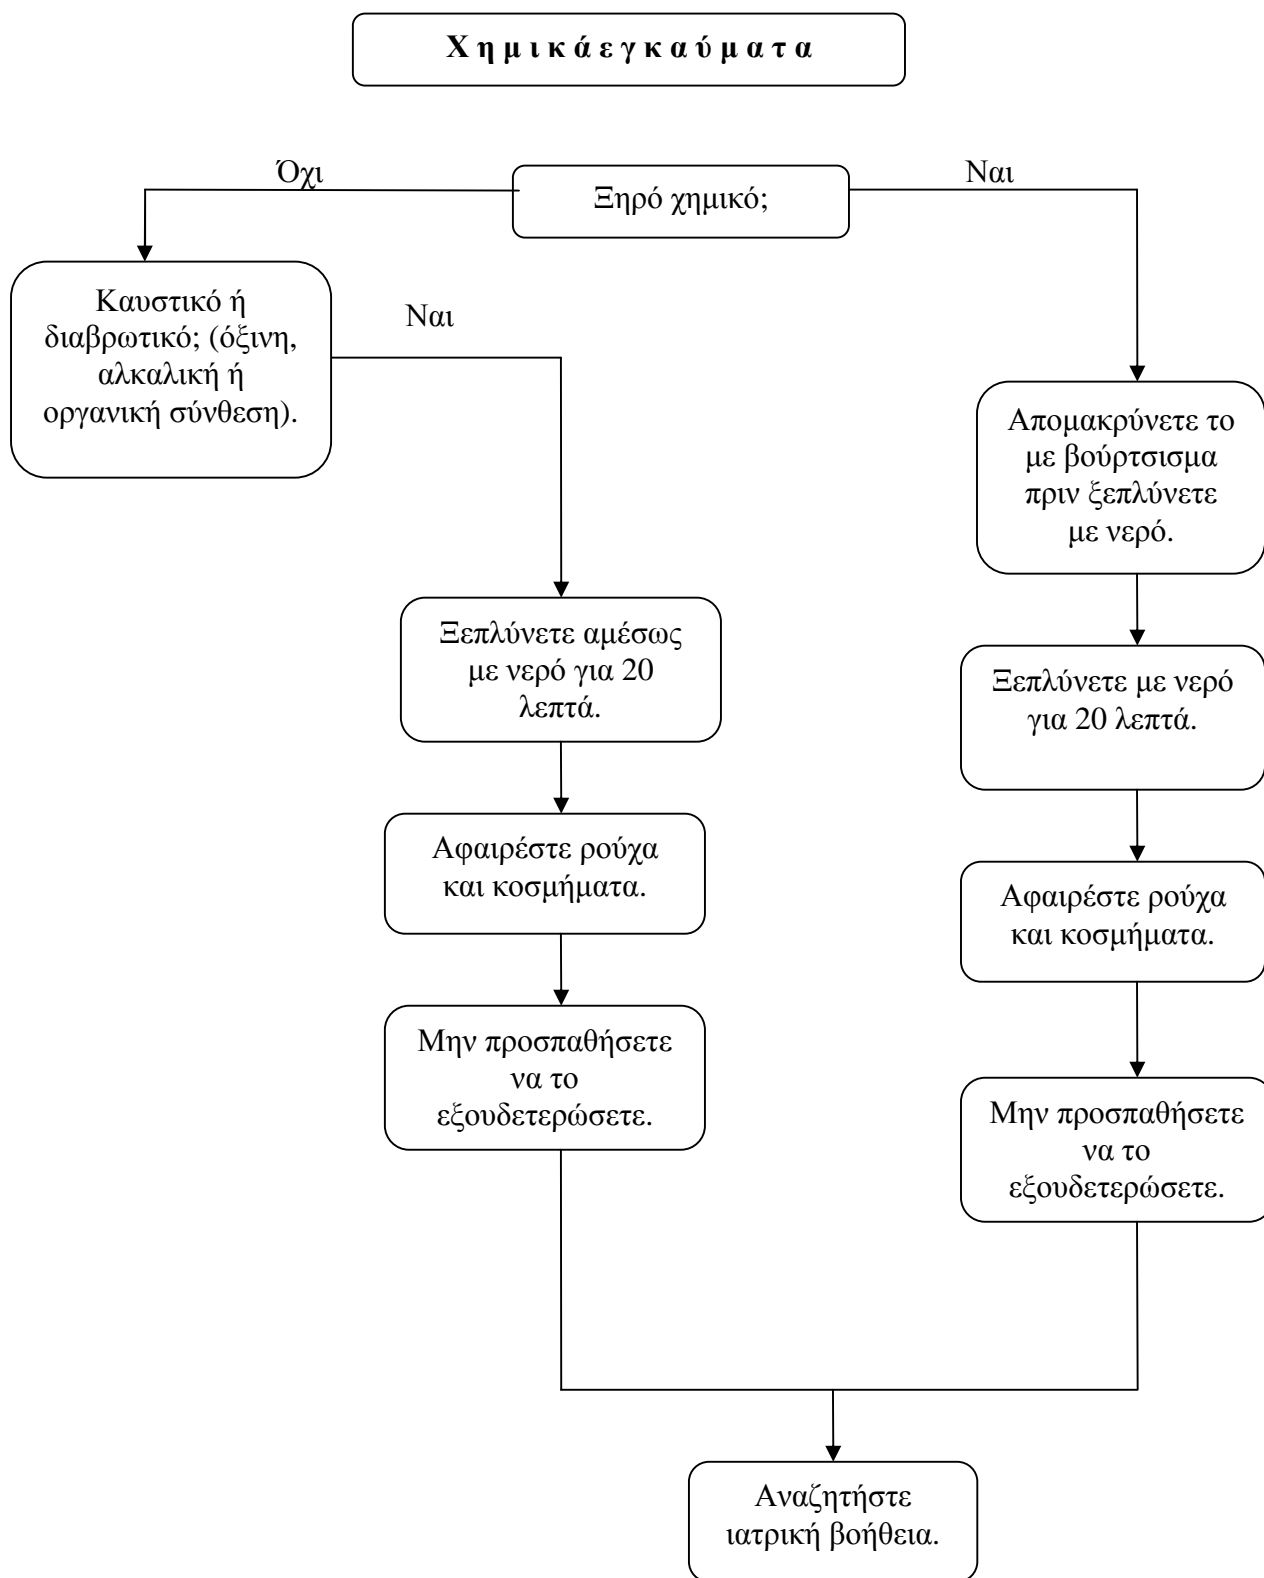 Χ η μ ι κ ά ε γ κ α ύ μ α τ α
Όχι
Ξηρό χημικό;
Ναι
Καυστικό ή
διαβρωτικό; (όξινη,
αλκαλική ή
οργανική σύνθεση).
Ναι
Απομακρύνετε το
με βούρτσισμα
πριν ξεπλύνετε
με νερό.
Ξεπλύνετε αμέσως
με νερό για 20
λεπτά.
Ξεπλύνετε με νερό
για 20 λεπτά.
Αφαιρέστε ρούχα
και κοσμήματα.
Αφαιρέστε ρούχα
και κοσμήματα.
Μην προσπαθήσετε
να το
εξουδετερώσετε.
Μην προσπαθήσετε
να το
εξουδετερώσετε.
Αναζητήστε
ιατρική βοήθεια.